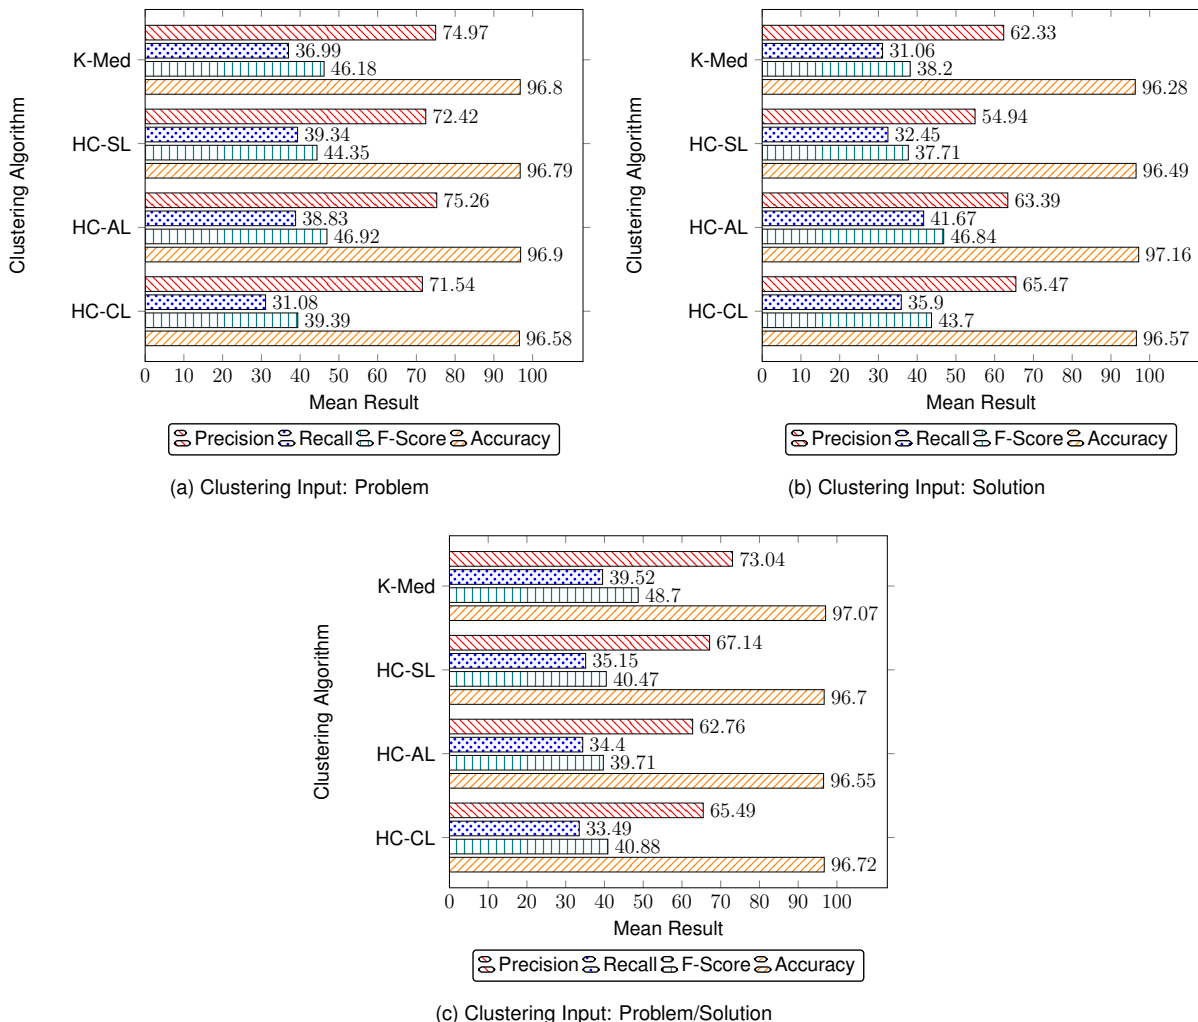 Clustering Algorithm
K-Med
74.97
36.99
46.18
96.8
HC-SL
72.42
39.34
44.35
96.79
HC-AL
75.26
38.83
46.92
96.9
HC-CL
71.54
31.08
39.39
96.58
0 10 20 30 40 50 60 70 80 90 100
Mean Result
Precision Recall F-Score Accuracy
(a) Clustering Input: Problem
Clustering Algorithm
K-Med
62.33
31.06
38.2
96.28
HC-SL
54.94
32.45
37.71
96.49
HC-AL
63.39
41.67
46.84
97.16
HC-CL
65.47
35.9
43.7
96.57
0 10 20 30 40 50 60 70 80 90 100
Mean Result
Precision Recall F-Score Accuracy
(b) Clustering Input: Solution
Clustering Algorithm
K-Med
73.04
39.52
48.7
97.07
HC-SL
67.14
35.15
40.47
96.7
HC-AL
62.76
34.4
39.71
96.55
HC-CL
65.49
33.49
40.88
96.72
0 10 20 30 40 50 60 70 80 90 100
Mean Result
Precision Recall F-Score Accuracy
(c) Clustering Input: Problem/Solution